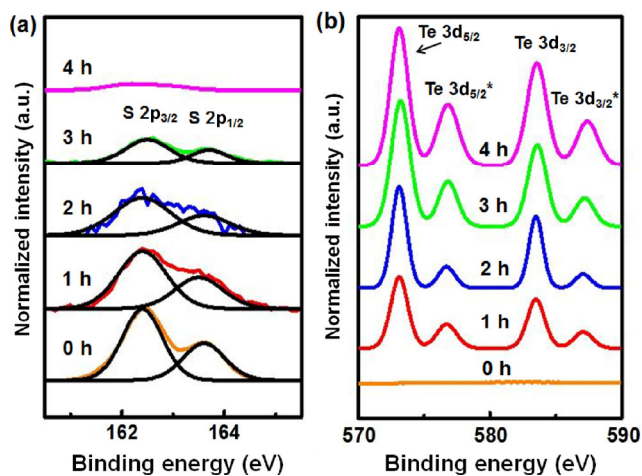 (a)
4 h
S 2p3/2 S 2p1/2
3 h
2 h
1 h
0 h
162 164
Binding energy (eV)
Normalized intensity (a.u.)
(b)
Te 3d5/2
Te 3d3/2
Te 3d5/2*
Te 3d3/2*
4 h
3 h
2 h
1 h
0 h
570 580 590
Binding energy (eV)
Normalized intensity (a.u.)